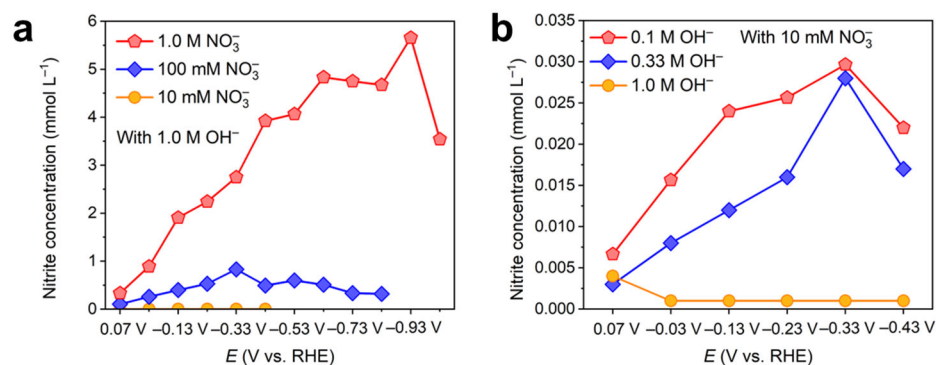 a
Nitrite concentration (mmol L⁻¹)
6
5
4
3
2
1
0
1.0 M NO₃⁻
100 mM NO₃⁻
10 mM NO₃⁻
With 1.0 M OH⁻
0.07 V −0.13 V −0.33 V −0.53 V −0.73 V −0.93 V
E (V vs. RHE)
b
Nitrite concentration (mmol L⁻¹)
0.035
0.030
0.025
0.020
0.015
0.010
0.005
0.000
0.1 M OH⁻ With 10 mM NO₃⁻
0.33 M OH⁻
1.0 M OH⁻
0.07 V −0.03 V −0.13 V −0.23 V −0.33 V −0.43 V
E (V vs. RHE)